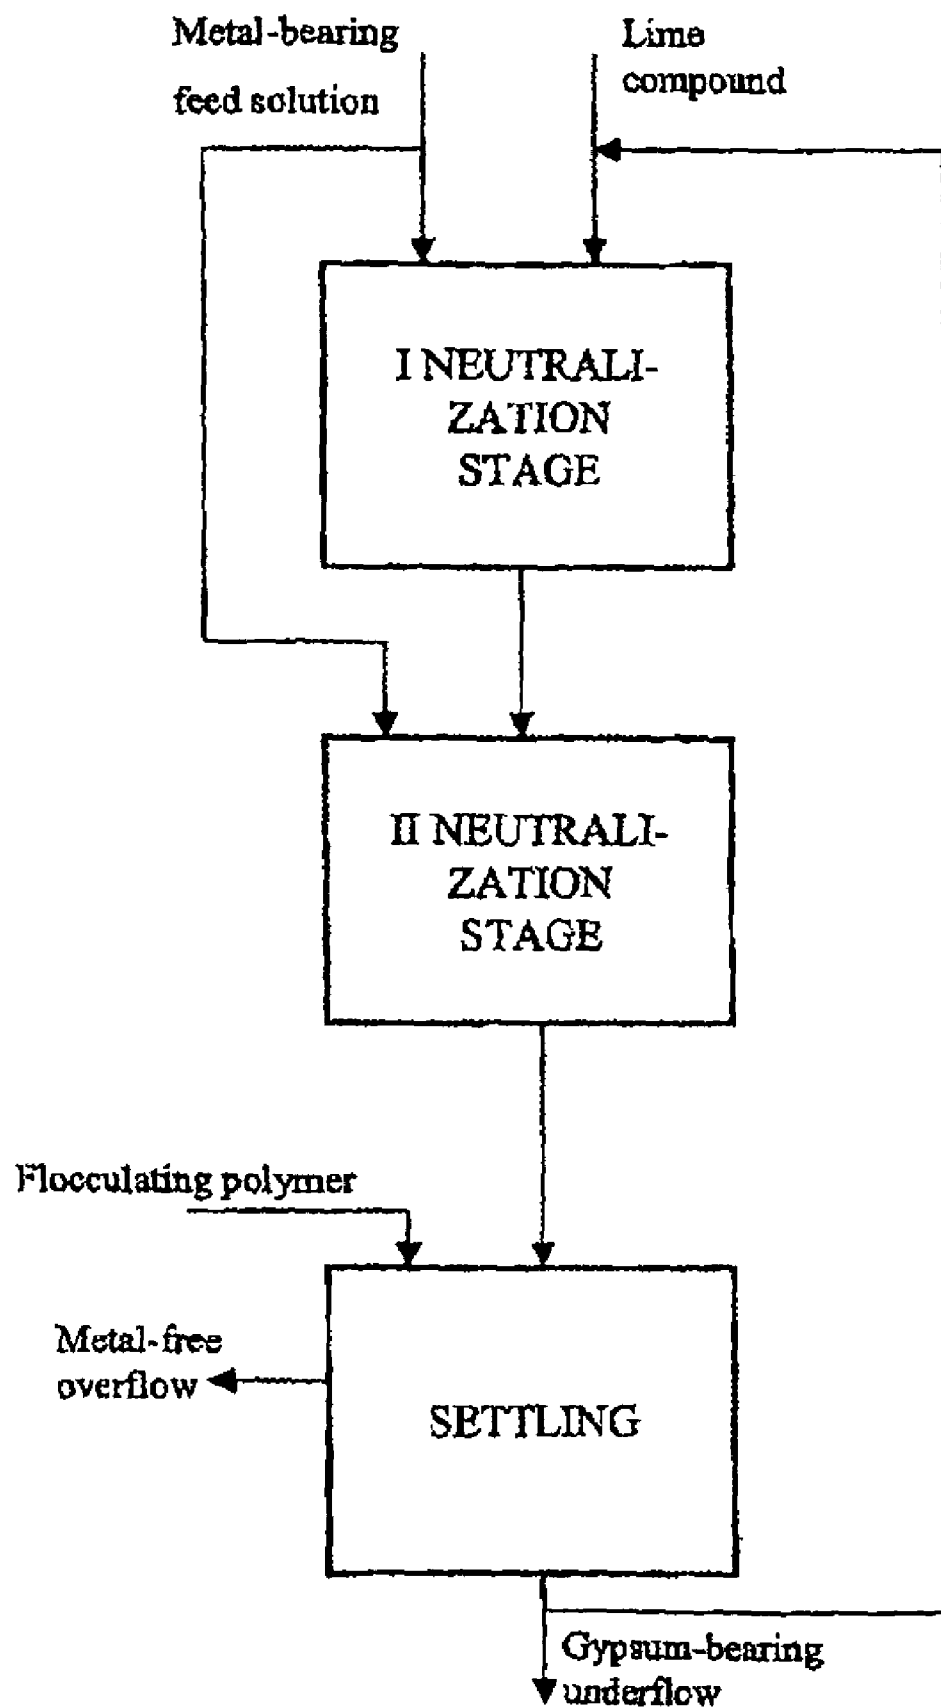 Metal-bearing
feed solution
Lime
compound
I NEUTRALI-
ZATION
STAGE
II NEUTRALI-
ZATION
STAGE
Flocculating polymer
Metal-free
overflow
SETTLING
Gypsum-bearing
underflow